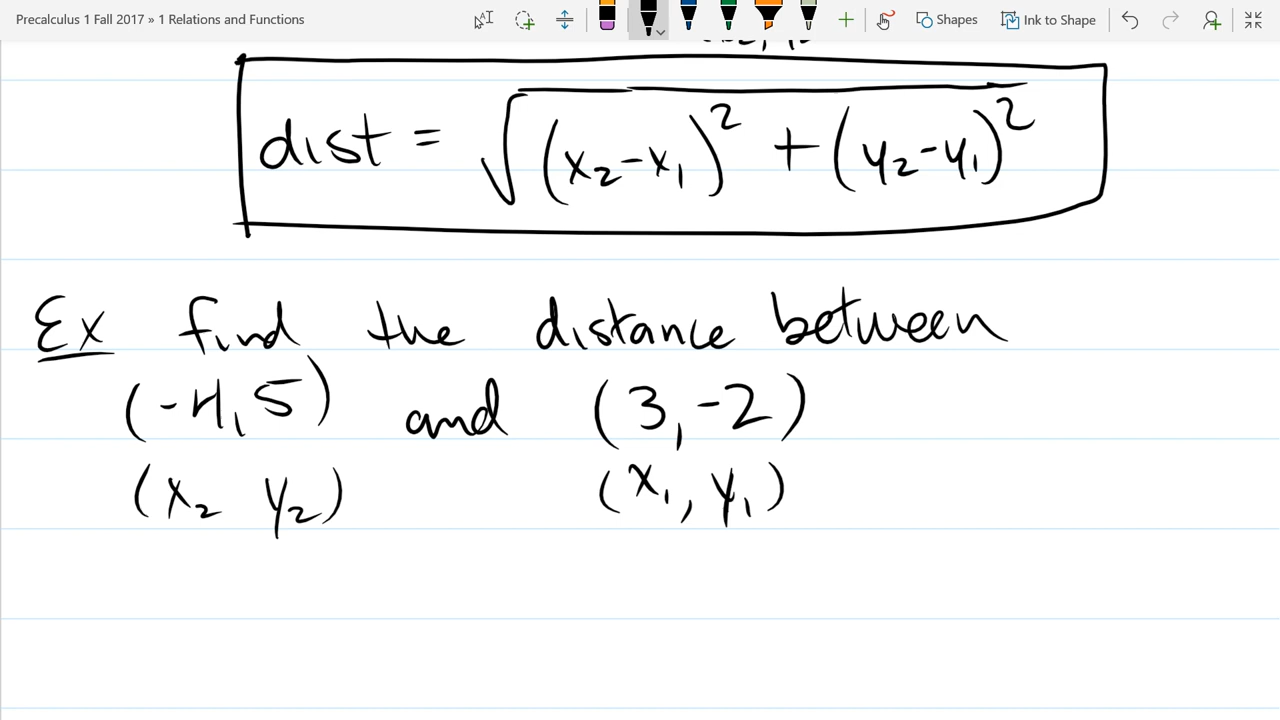 Precalculus 1 Fall 2017 » 1 Relations and Functions
Shapes
Ink to Shape
dist = √(x₂-x₁)² + (y₂-y₁)²
Ex find the distance between
(-4,5) and (3,-2)
(x₂ y₂) (x₁, y₁)